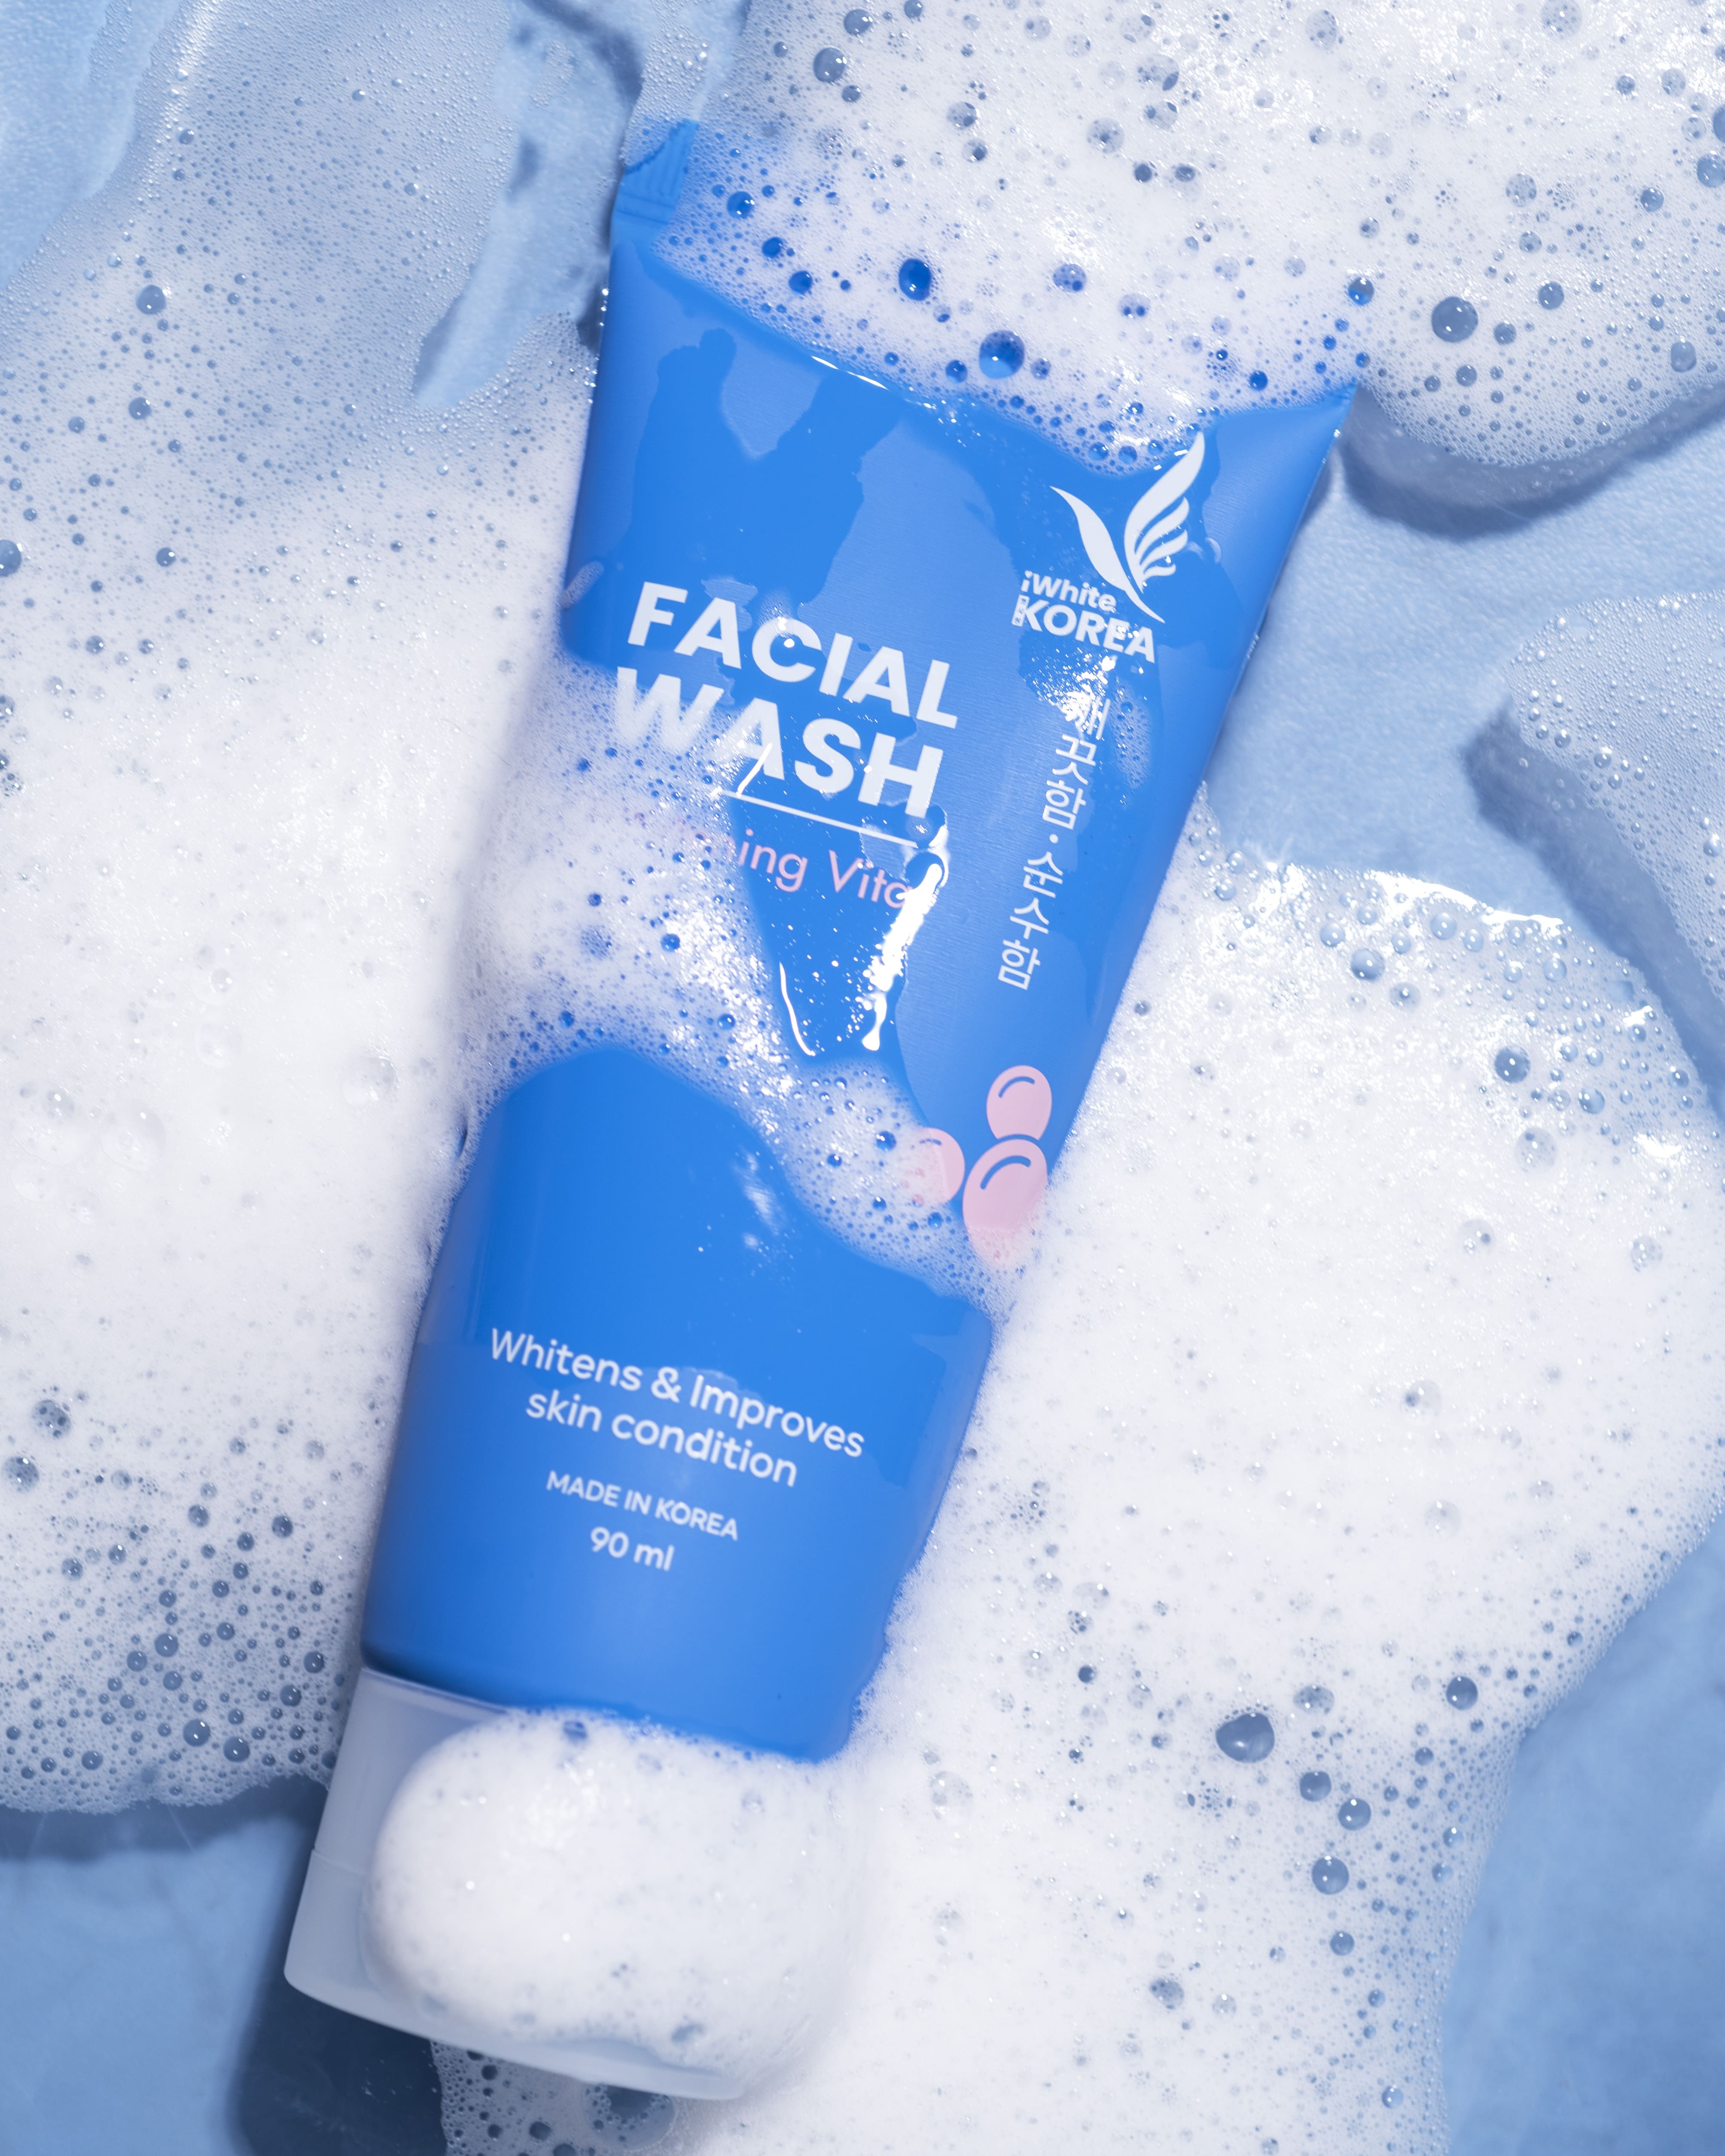 iWhite
KOREA
FACIAL
WASH
깨끗함·순수함
Whitens & Improves
skin condition
MADE IN KOREA
90 ml